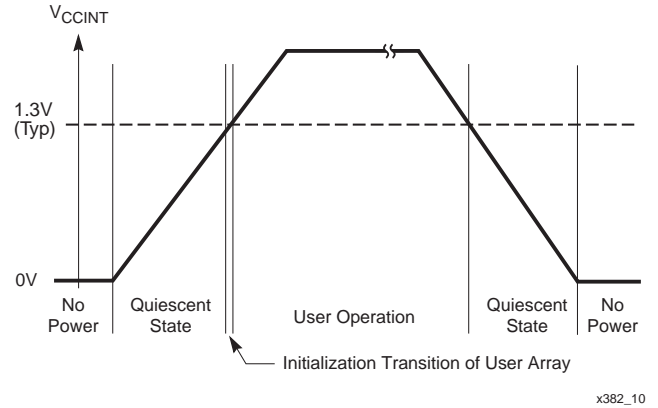 VCCINT
1.3V
(Typ)
0V
No
Power
Quiescent
State
User Operation
Quiescent
State
No
Power
Initialization Transition of User Array
x382_10